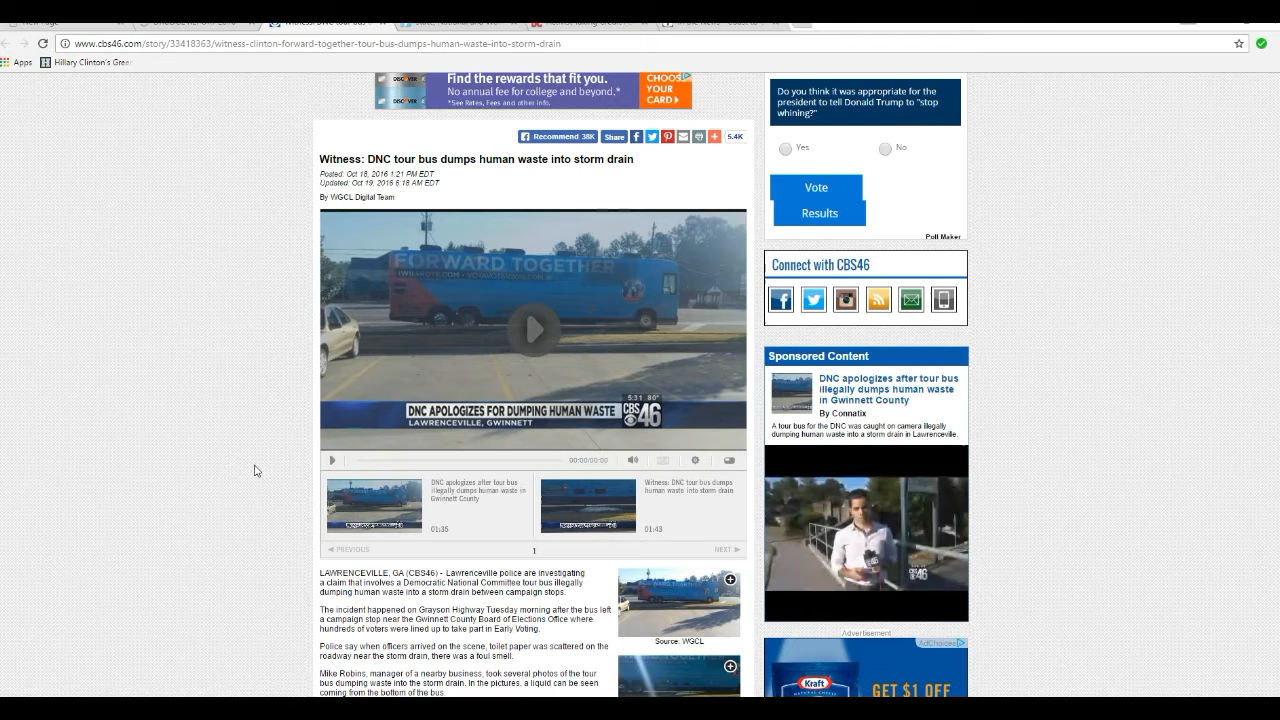 www.cbs46.com/story/33418363/witness-clinton-forward-together-tour-bus-dumps-human-waste-into-storm-drain
Apps
Hillary Clinton's Gree
DISCOVER
Find the rewards that fit you.
No annual fee for college and beyond.*
*See Rates, Fees and other info.
CHOOSE
YOUR
CARD
Recommend 38K
Share
5.4K
Witness: DNC tour bus dumps human waste into storm drain
Posted: Oct 18, 2016 1:21 PM EDT
Updated: Oct 19, 2016 6:18 AM EDT
By WGCL Digital Team
FORWARD TOGETHER
IWILLVOTE.COM
DNC APOLOGIZES FOR DUMPING HUMAN WASTE
LAWRENCEVILLE, GWINNETT
5:31 80°
CBS 46
00:00/00:00
DNC apologizes after tour bus
illegally dumps human waste in
Gwinnett County
01:35
Witness: DNC tour bus dumps
human waste into storm drain
01:43
PREVIOUS
1
NEXT
LAWRENCEVILLE, GA (CBS46) - Lawrenceville police are investigating
a claim that involves a Democratic National Committee tour bus illegally
dumping human waste into a storm drain between campaign stops.
The incident happened on Grayson Highway Tuesday morning after the bus left
a campaign stop near the Gwinnett County Board of Elections Office where
hundreds of voters were lined up to take part in Early Voting.
Police say when officers arrived on the scene, toilet paper was scattered on the
roadway near the storm drain, there was a foul smell.
Mike Robins, manager of a nearby business, took several photos of the tour
bus dumping waste into the storm drain. In the pictures, a liquid can be seen
coming from the bottom of the bus.
Source: WGCL
Do you think it was appropriate for the
president to tell Donald Trump to "stop
whining?"
Yes
No
Vote
Results
Poll Maker
Connect with CBS46
Sponsored Content
DNC apologizes after tour bus
illegally dumps human waste
in Gwinnett County
By Connatix
A tour bus for the DNC was caught on camera illegally
dumping human waste into a storm drain in Lawrenceville.
Advertisement
AdChoices
Kraft
NATURAL CHEESE
GET $1 OFF